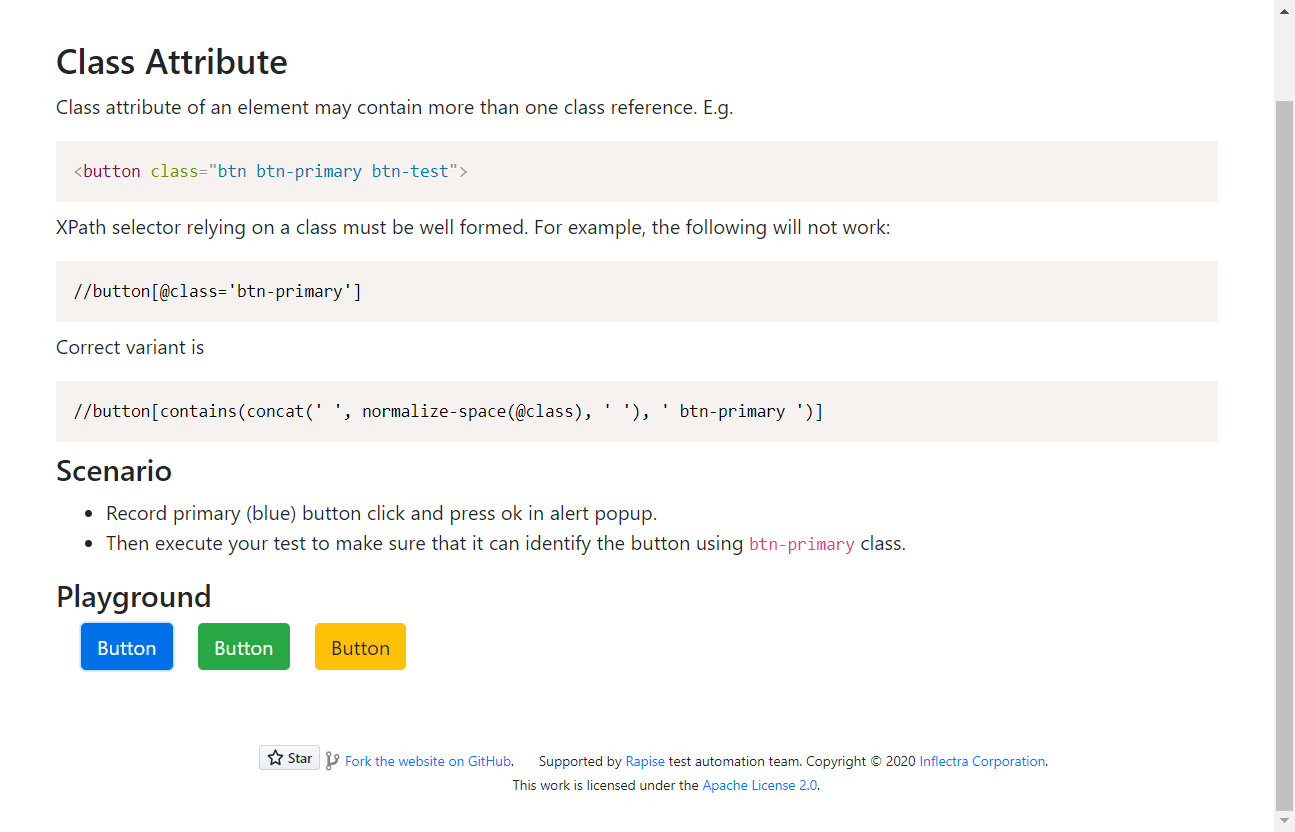 Class Attribute
Class attribute of an element may contain more than one class reference. E.g.
<button class="btn btn-primary btn-test">
XPath selector relying on a class must be well formed. For example, the following will not work:
//button[@class='btn-primary']
Correct variant is
//button[contains(concat(' ', normalize-space(@class), ' '), ' btn-primary ')]
Scenario
• Record primary (blue) button click and press ok in alert popup.
• Then execute your test to make sure that it can identify the button using btn-primary class.
Playground
Button Button Button
Star Fork the website on GitHub. Supported by Rapise test automation team. Copyright © 2020 Inflectra Corporation.
This work is licensed under the Apache License 2.0.